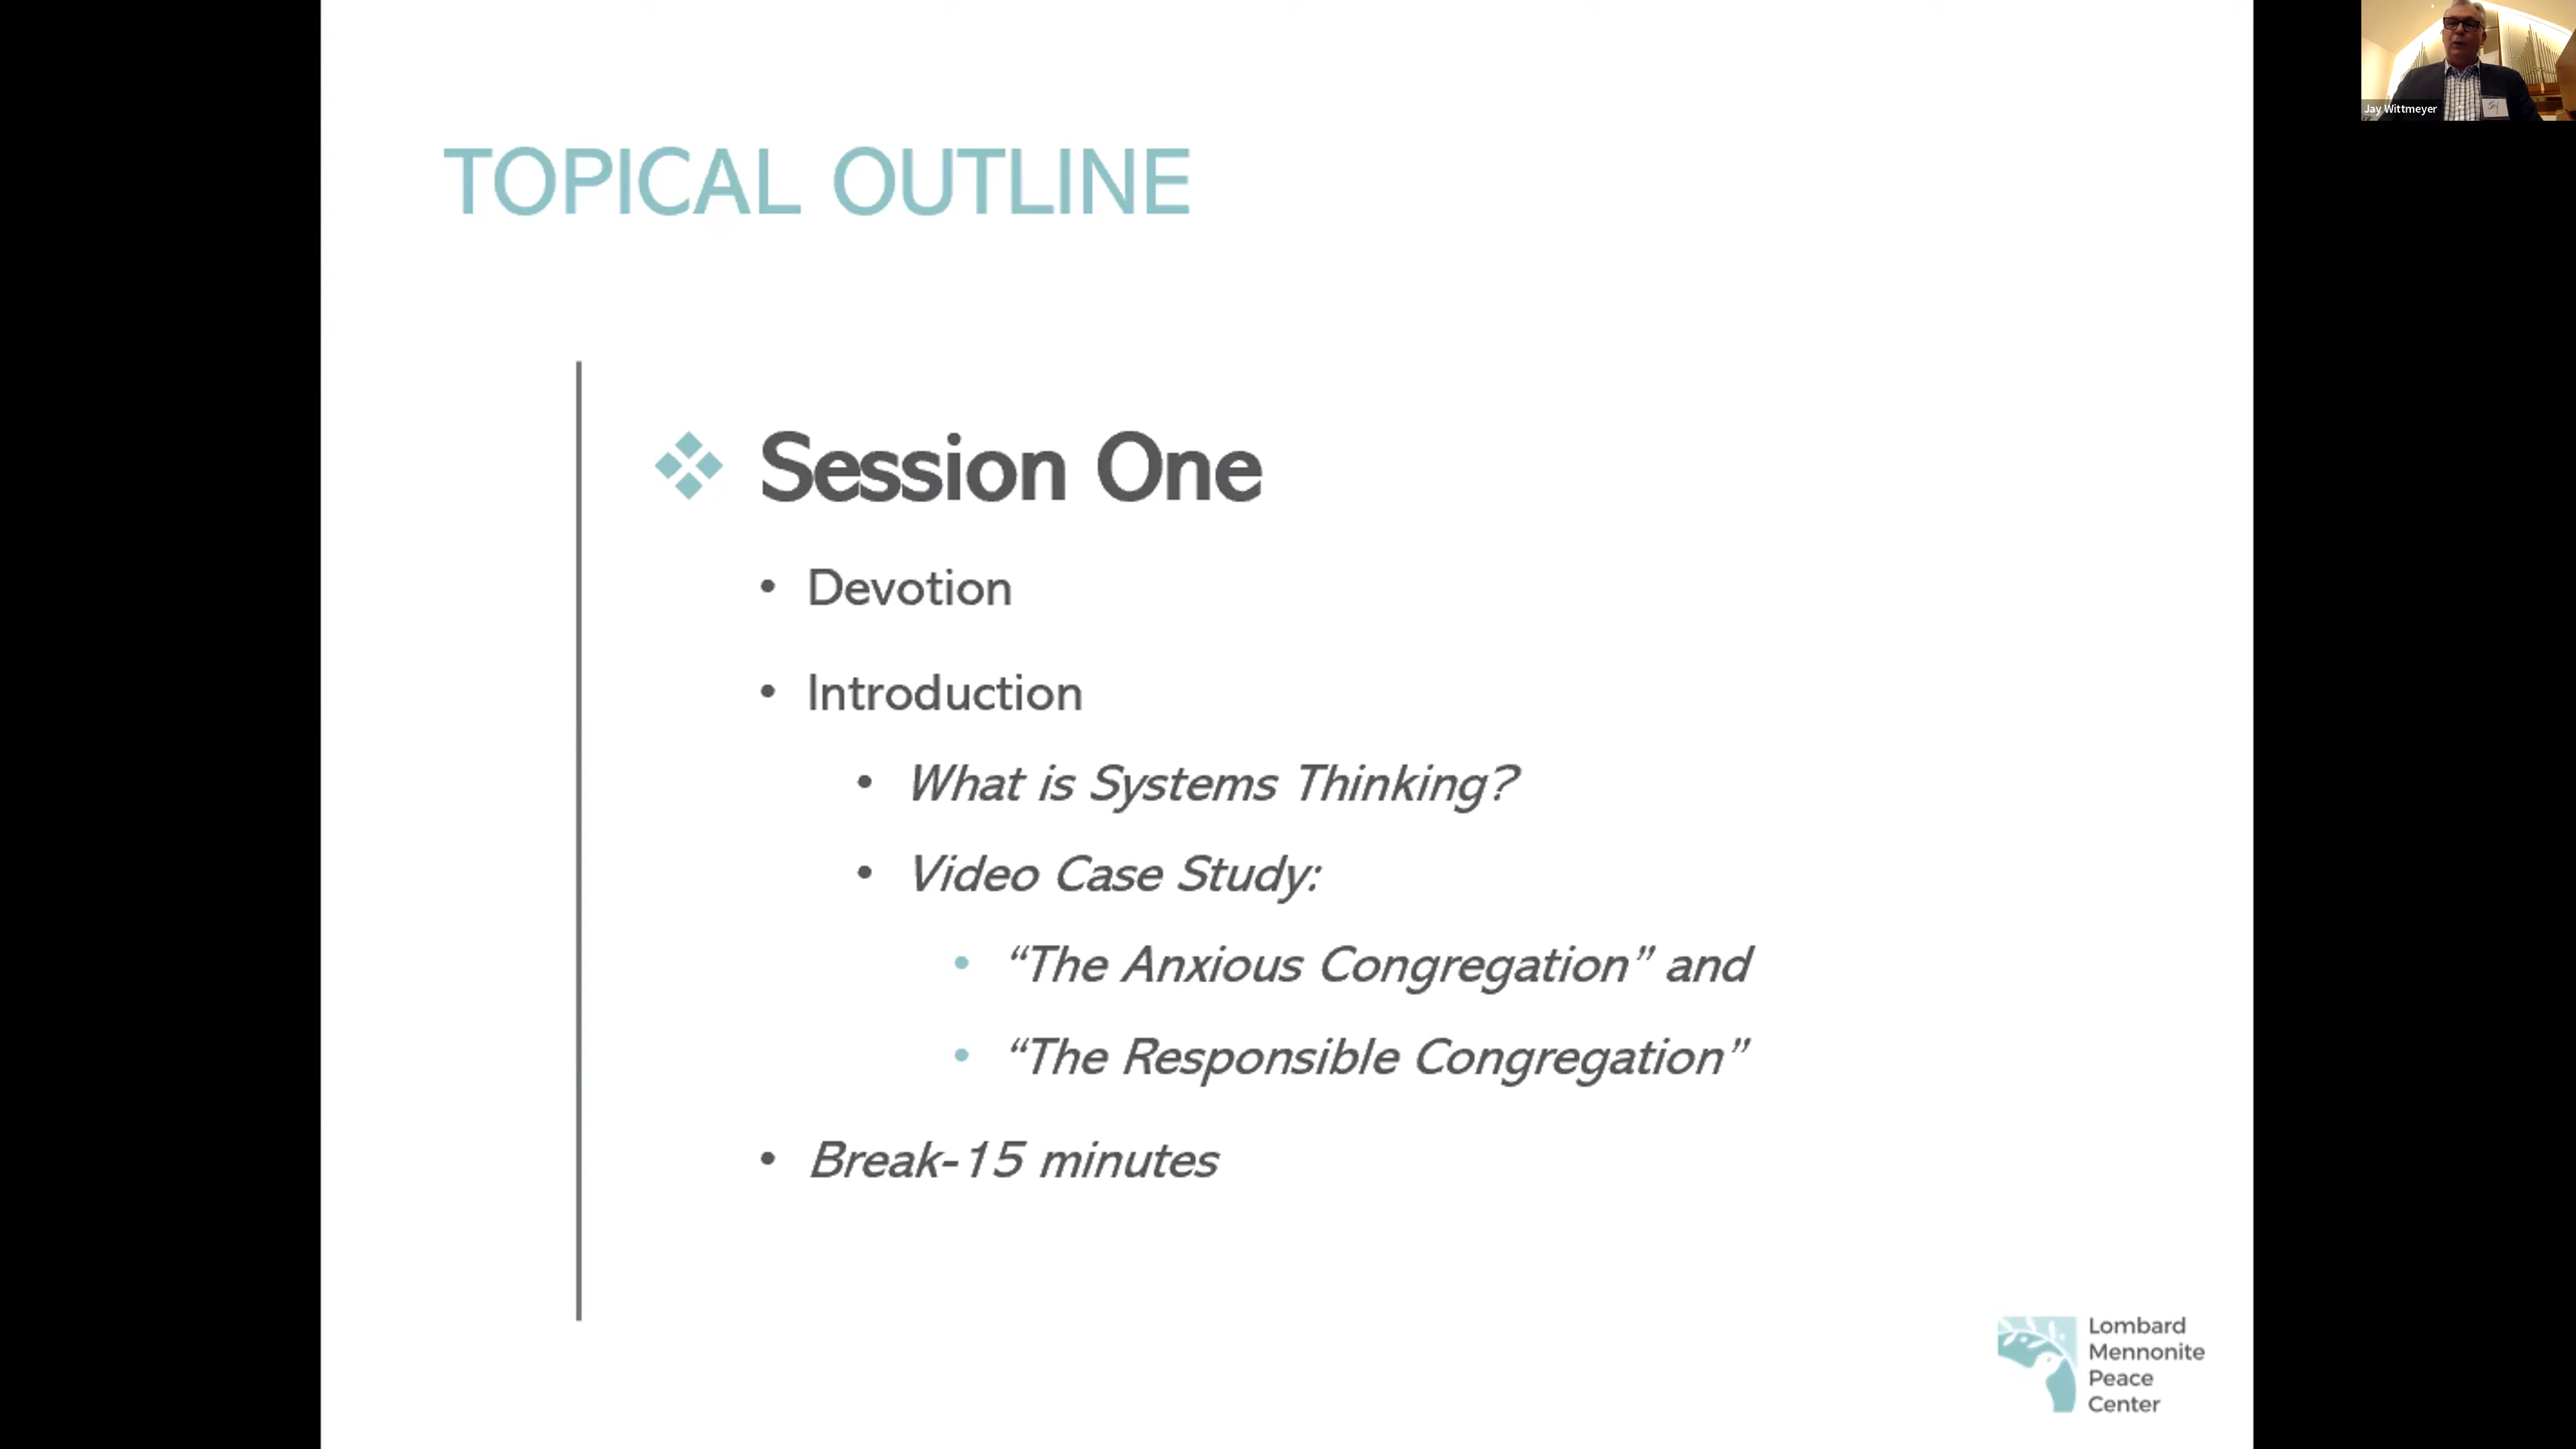 TOPICAL OUTLINE
Session One
• Devotion
• Introduction
• What is Systems Thinking?
• Video Case Study:
• “The Anxious Congregation” and
• “The Responsible Congregation”
• Break-15 minutes
Lombard
Mennonite
Peace
Center
Jay Wittmeyer